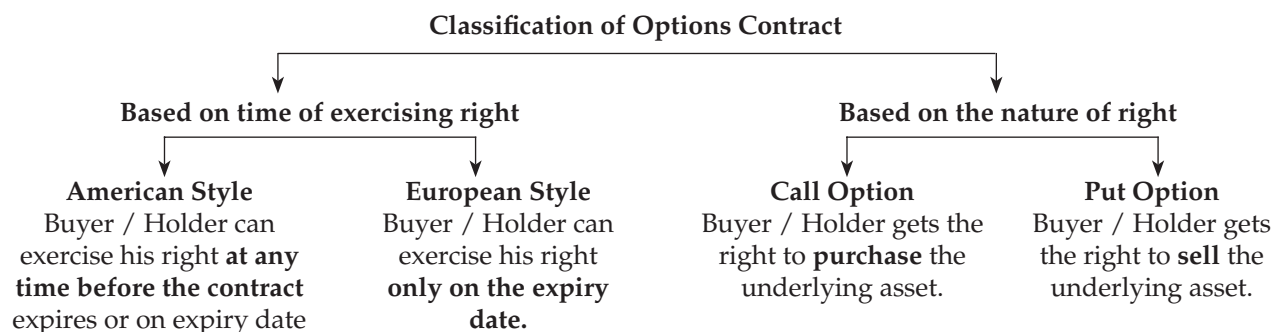 Classification of Options Contract
Based on time of exercising right
Based on the nature of right
American Style
Buyer / Holder can
exercise his right at any
time before the contract
expires or on expiry date
European Style
Buyer / Holder can
exercise his right
only on the expiry
date.
Call Option
Buyer / Holder gets the
right to purchase the
underlying asset.
Put Option
Buyer / Holder gets
the right to sell the
underlying asset.